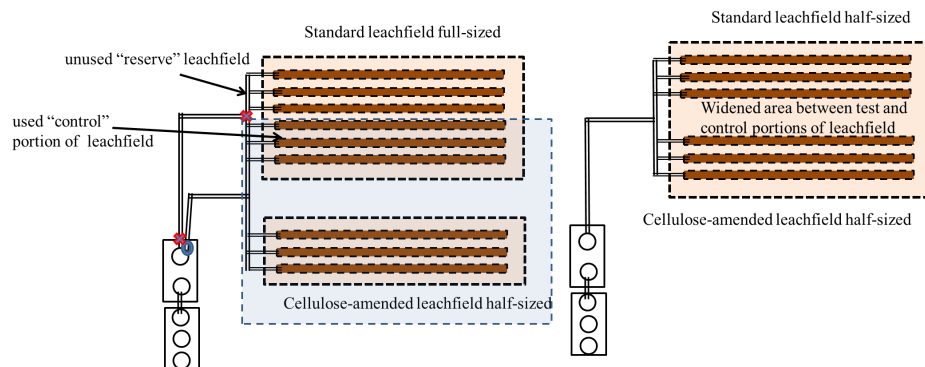 Standard leachfield full-sized
unused “reserve” leachfield
used “control”
portion of leachfield
Cellulose-amended leachfield half-sized
Standard leachfield half-sized
Widened area between test and
control portions of leachfield
Cellulose-amended leachfield half-sized